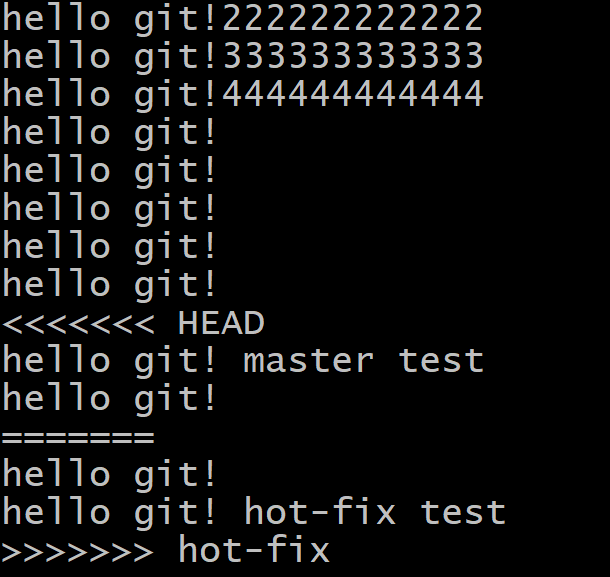 hello git!222222222222
hello git!333333333333
hello git!444444444444
hello git!
hello git!
hello git!
hello git!
hello git!
<<<<<<< HEAD
hello git! master test
hello git!
=======
hello git!
hello git! hot-fix test
>>>>>>> hot-fix